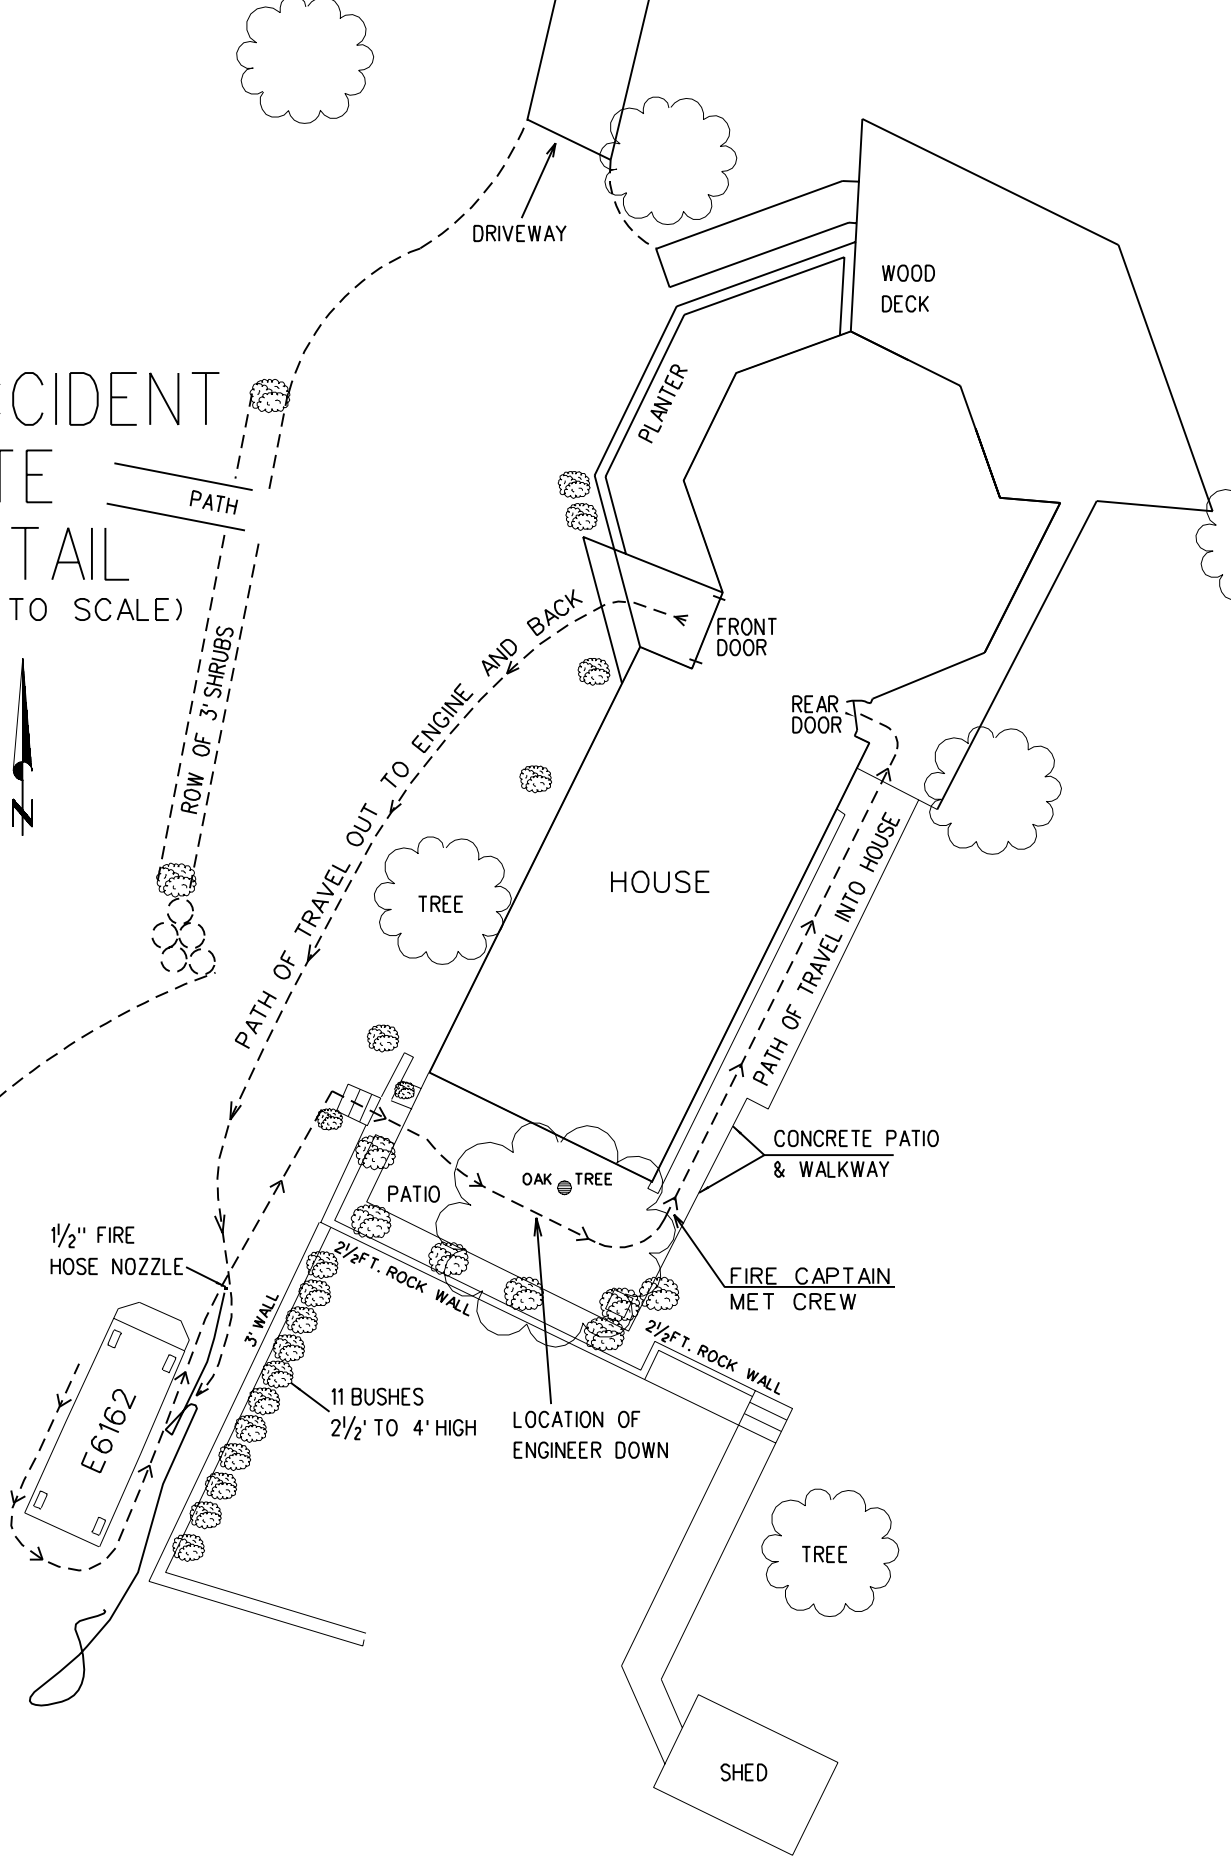 DRIVEWAY
WOOD
DECK
PLANTER
CCIDENT
TE
TAIL
TO SCALE)
PATH
ROW OF 3' SHRUBS
N
PATH OF TRAVEL OUT TO ENGINE AND BACK
FRONT
DOOR
REAR
DOOR
HOUSE
TREE
PATH OF TRAVEL INTO HOUSE
CONCRETE PATIO
& WALKWAY
OAK TREE
PATIO
1½" FIRE
HOSE NOZZLE
2½FT. ROCK WALL
FIRE CAPTAIN
MET CREW
3' WALL
2½FT. ROCK WALL
E6162
11 BUSHES
2½' TO 4' HIGH
LOCATION OF
ENGINEER DOWN
TREE
SHED